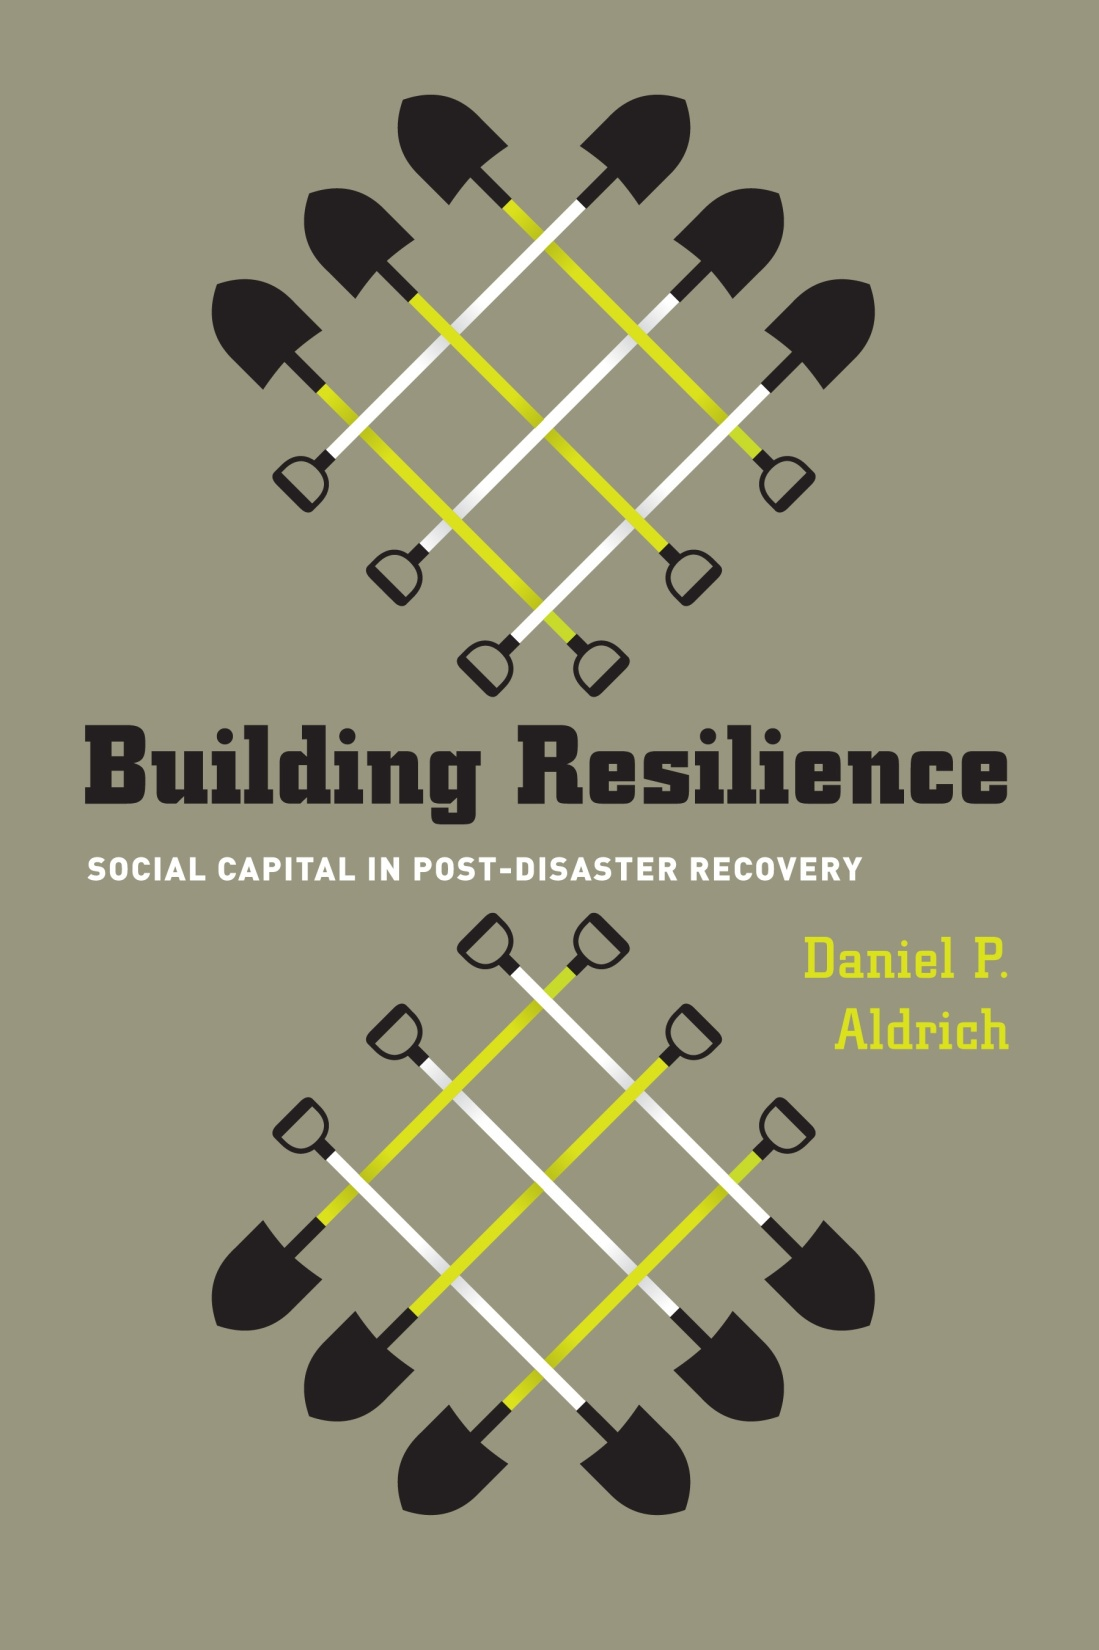 Building Resilience
SOCIAL CAPITAL IN POST-DISASTER RECOVERY
Daniel P.
Aldrich